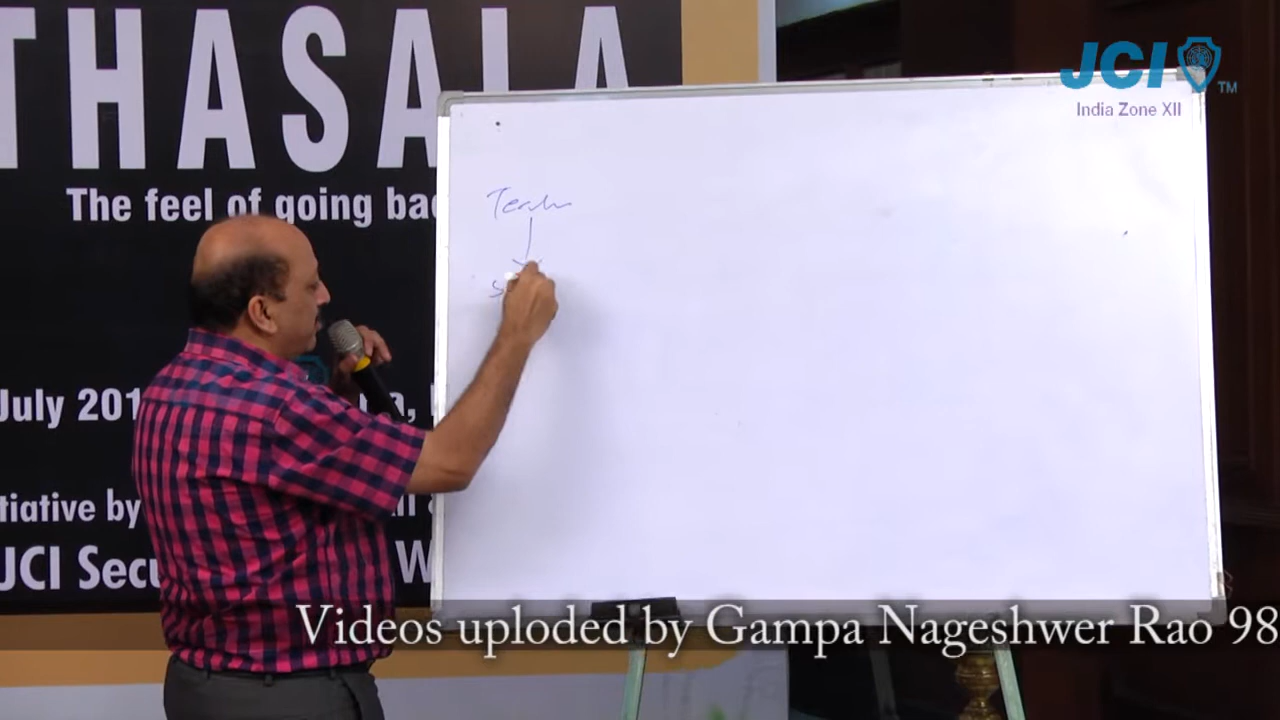 THASALA
The feel of going bac
JCI TM
India Zone XII
July 201
a,
tiative by
JCI Secu
W
Videos uploded by Gampa Nageshwer Rao 98